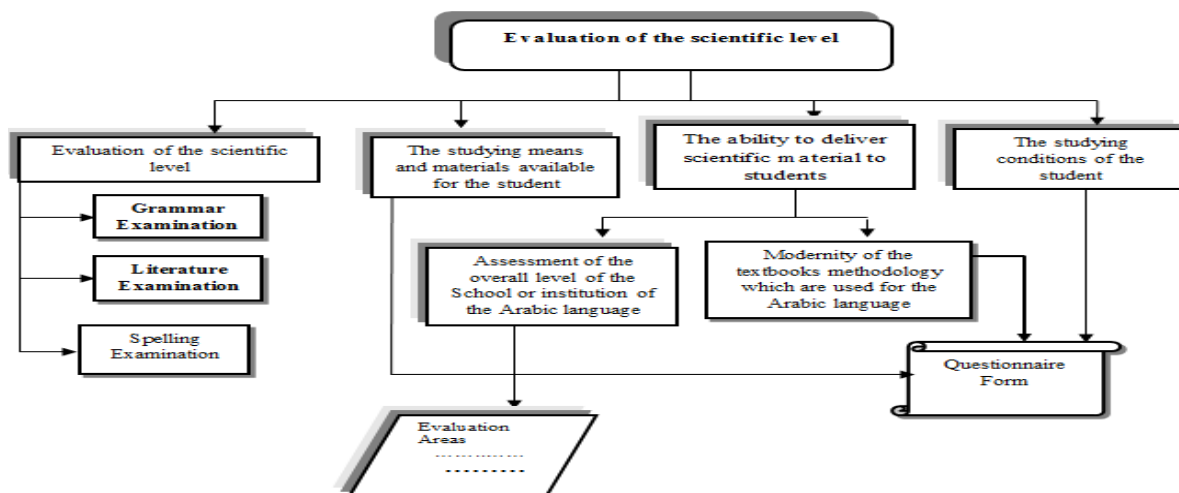 Evaluation of the scientific level
Evaluation of the scientific
level
The studying means
and materials available
for the student
The ability to deliver
scientific material to
students
The studying
conditions of the
student
Grammar
Examination
Literature
Examination
Spelling
Examination
Assessment of the
overall level of the
School or institution of
the Arabic language
Modernity of the
textbooks methodology
which are used for the
Arabic language
Questionnaire
Form
Evaluation
Areas
.............
.........